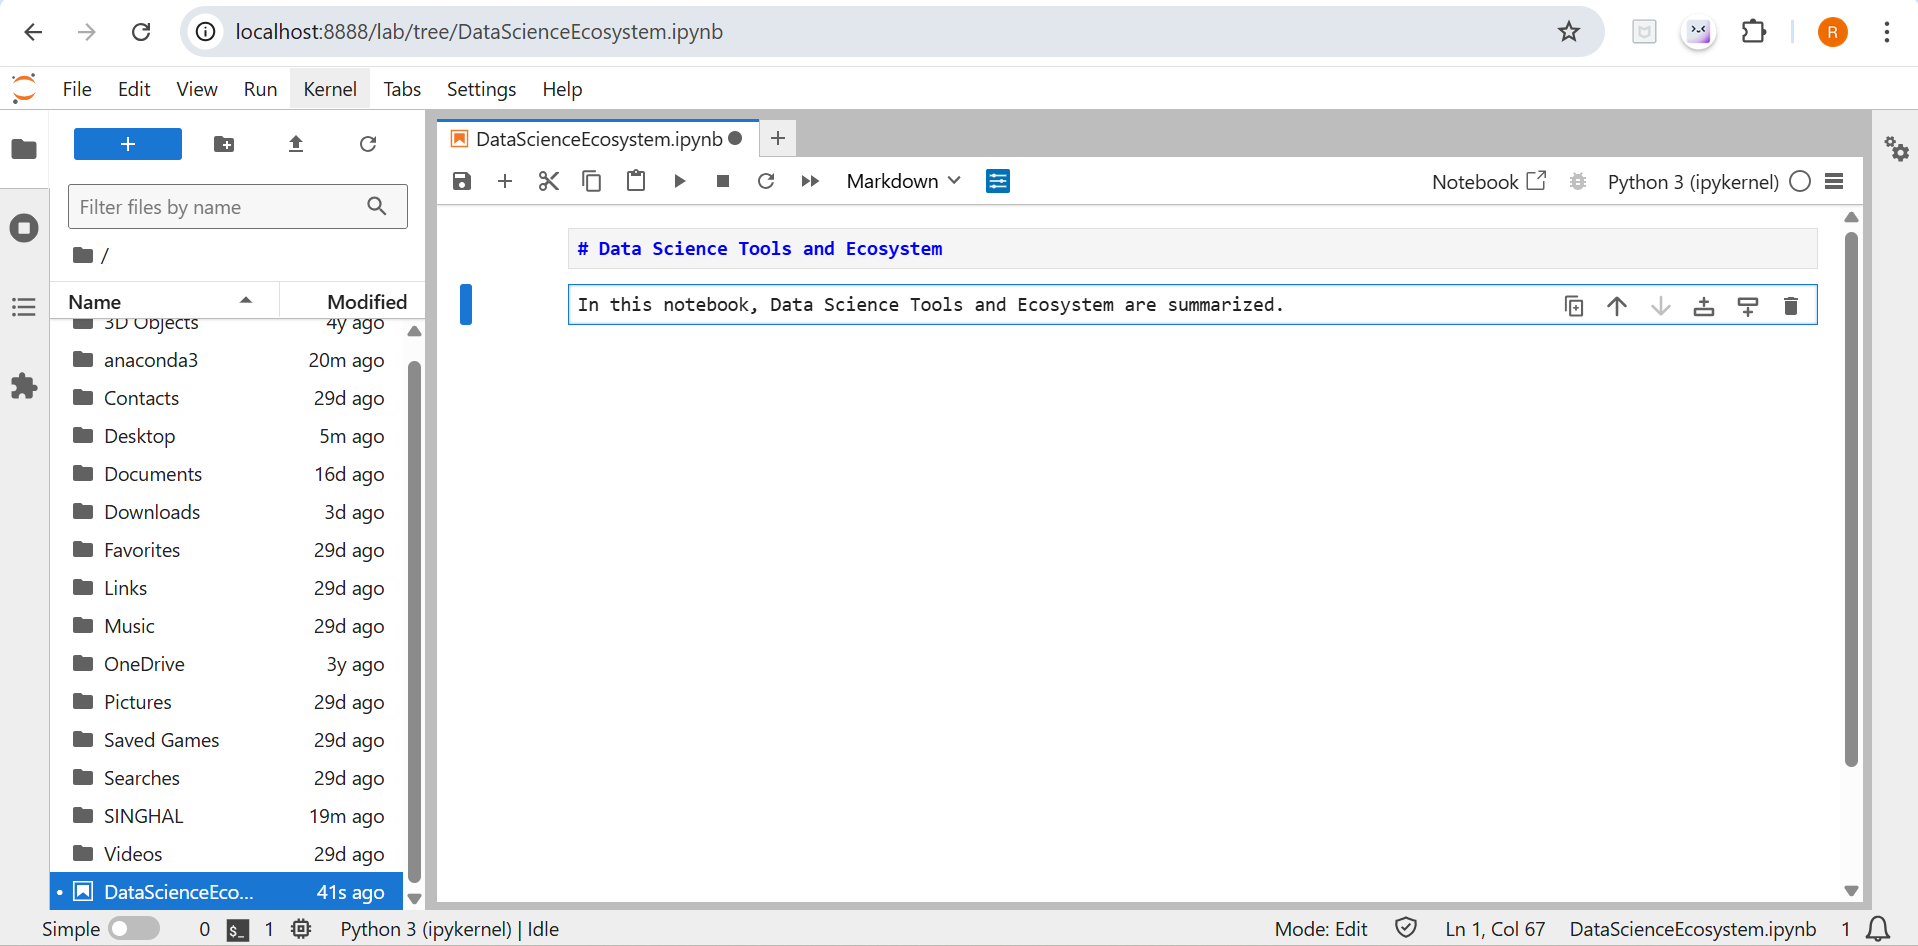 localhost:8888/lab/tree/DataScienceEcosystem.ipynb
R
File Edit View Run Kernel Tabs Settings Help
DataScienceEcosystem.ipynb
Markdown
Notebook
Python 3 (ipykernel)
Filter files by name
/
Name Modified
3D Objects 4y ago
anaconda3 20m ago
Contacts 29d ago
Desktop 5m ago
Documents 16d ago
Downloads 3d ago
Favorites 29d ago
Links 29d ago
Music 29d ago
OneDrive 3y ago
Pictures 29d ago
Saved Games 29d ago
Searches 29d ago
SINGHAL 19m ago
Videos 29d ago
DataScienceEco... 41s ago
# Data Science Tools and Ecosystem
In this notebook, Data Science Tools and Ecosystem are summarized.
Simple 0 $_ 1 Python 3 (ipykernel) | Idle
Mode: Edit Ln 1, Col 67 DataScienceEcosystem.ipynb 1